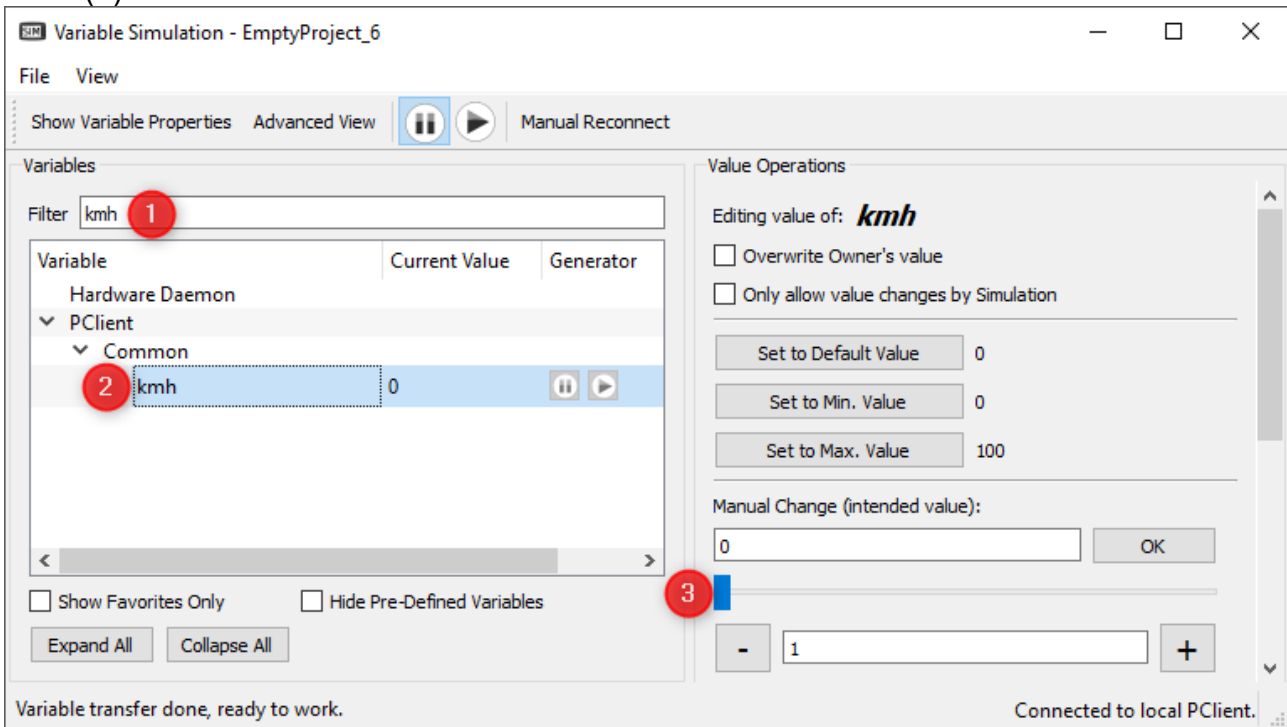 SIM Variable Simulation - EmptyProject_6
File View
Show Variable Properties Advanced View Manual Reconnect
Variables
Filter kmh 1
Variable Current Value Generator
Hardware Daemon
PClient
Common
2 kmh 0
Show Favorites Only Hide Pre-Defined Variables
Expand All Collapse All
Value Operations
Editing value of: kmh
Overwrite Owner's value
Only allow value changes by Simulation
Set to Default Value 0
Set to Min. Value 0
Set to Max. Value 100
Manual Change (intended value):
0 OK
3
- 1 +
Variable transfer done, ready to work. Connected to local PClient.